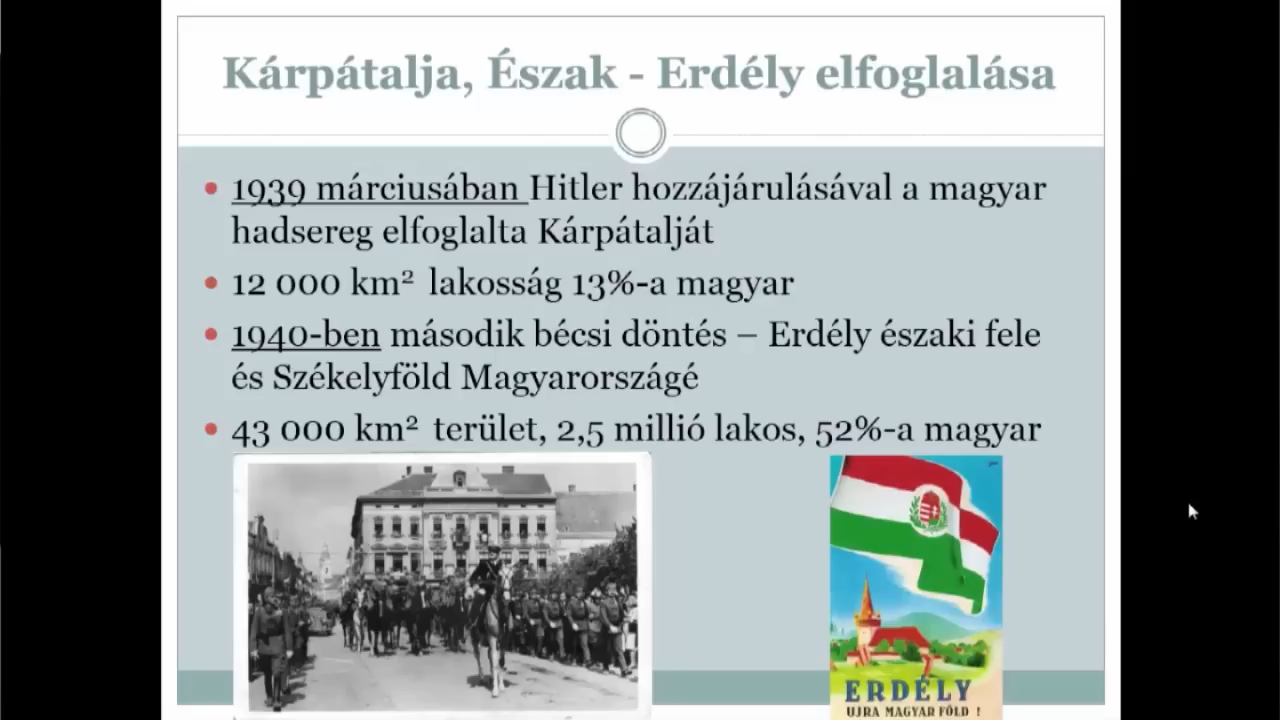 Kárpátalja, Észak - Erdély elfoglalása
• 1939 márciusában Hitler hozzájárulásával a magyar
hadsereg elfoglalta Kárpátalját
• 12 000 km² lakosság 13%-a magyar
• 1940-ben második bécsi döntés – Erdély északi fele
és Székelyföld Magyarországé
• 43 000 km² terület, 2,5 millió lakos, 52%-a magyar
ERDÉLY
UJRA MAGYAR FÖLD !